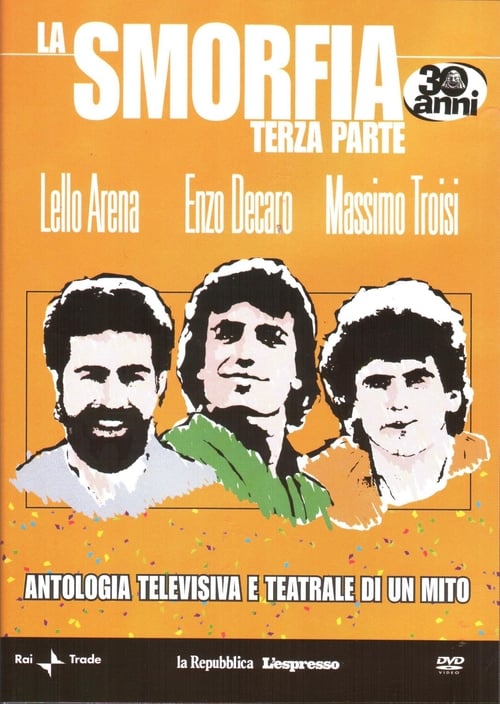 LA
SMORFIA
30
anni
TERZA PARTE
Lello Arena Enzo Decaro Massimo Troisi
ANTOLOGIA TELEVISIVA E TEATRALE DI UN MITO
Rai Trade la Repubblica L'espresso DVD
VIDEO